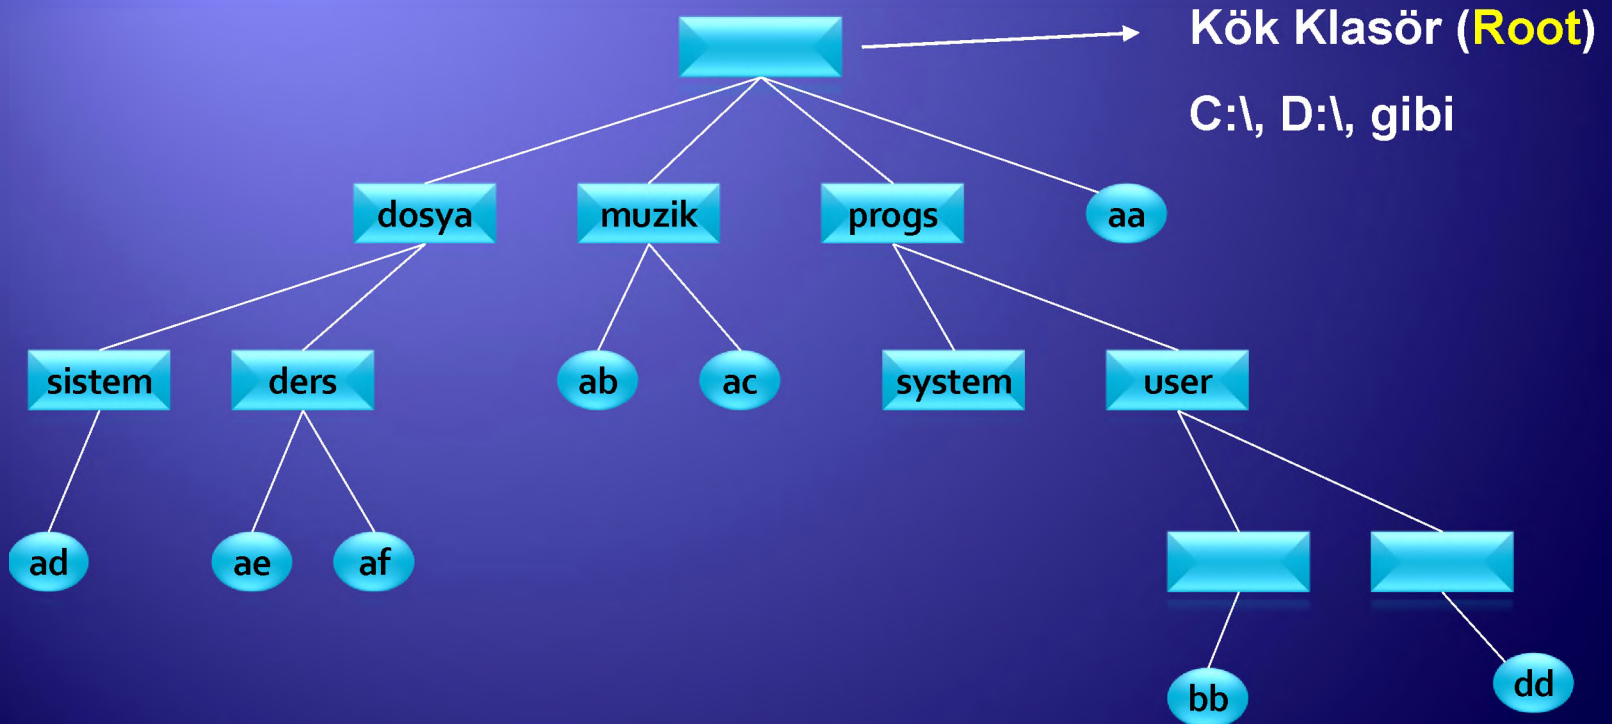 Kök Klasör (Root)
C:\, D:\, gibi
dosya
muzik
progs
aa
sistem
ders
ab
ac
system
user
ad
ae
af
bb
dd